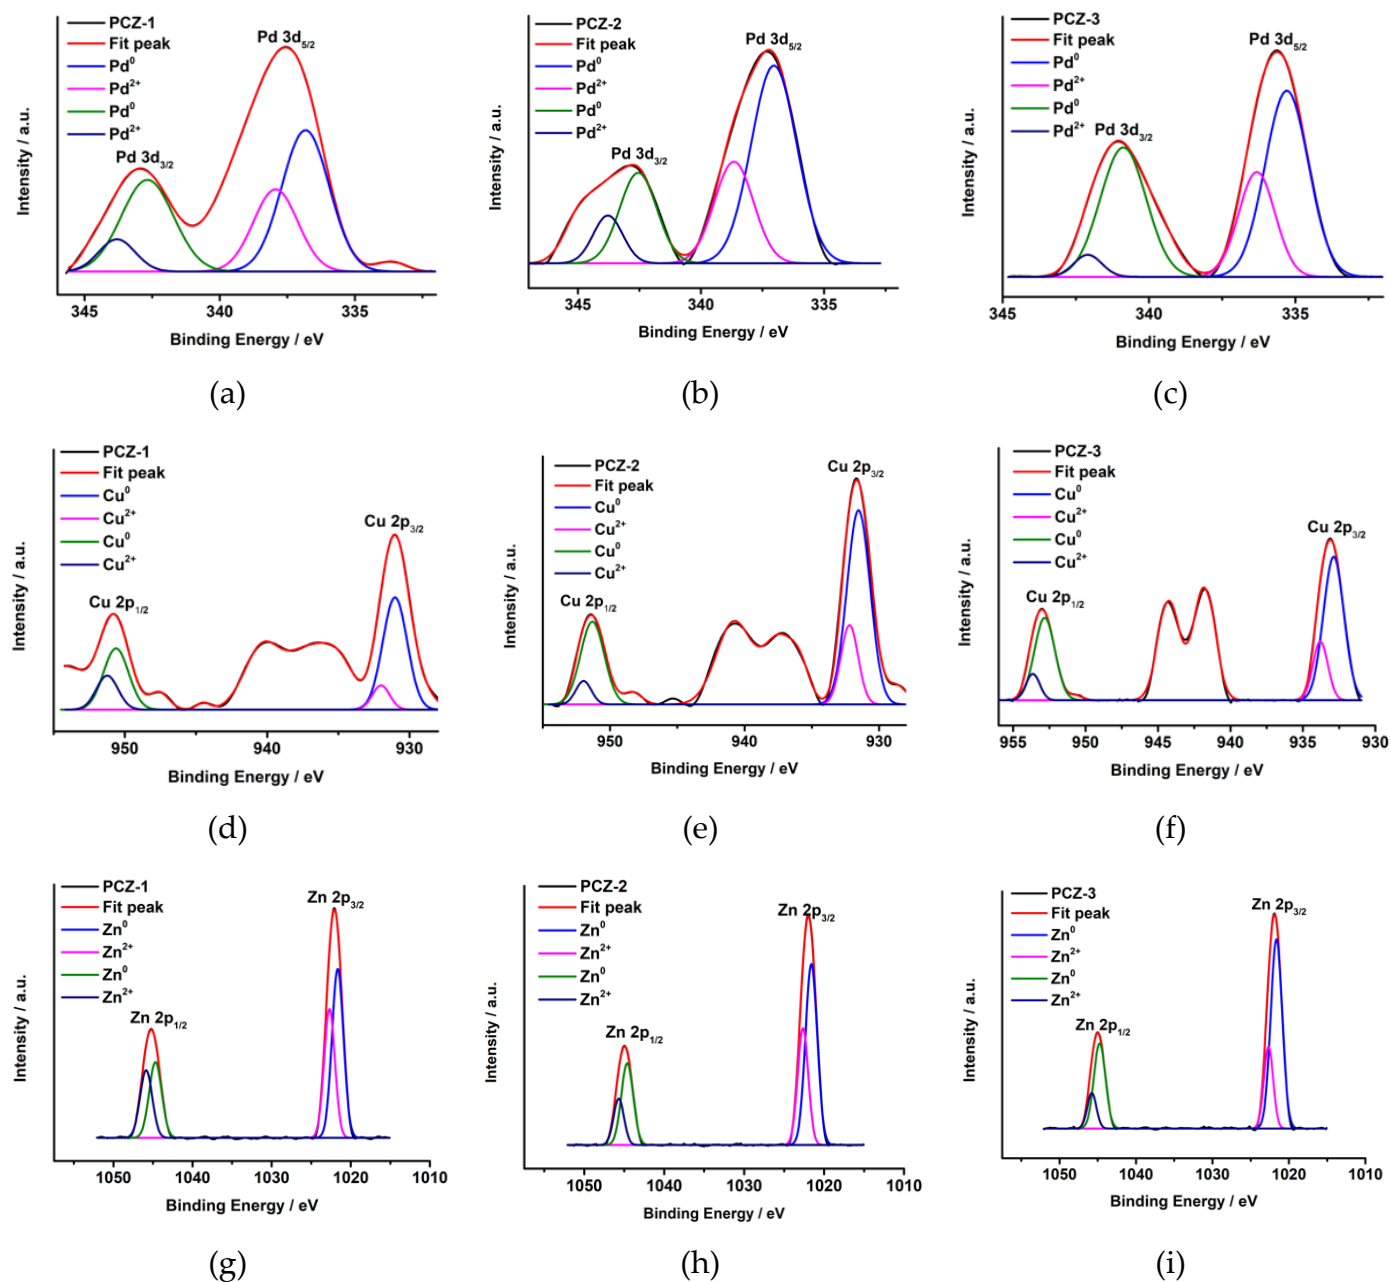 PCZ-1
Fit peak
Pd⁰
Pd²⁺
Pd⁰
Pd²⁺
Pd 3d₅/₂
Pd 3d₃/₂
Intensity / a.u.
345 340 335
Binding Energy / eV
(a)
PCZ-2
Fit peak
Pd⁰
Pd²⁺
Pd⁰
Pd²⁺
Pd 3d₅/₂
Pd 3d₃/₂
Intensity / a.u.
345 340 335
Binding Energy / eV
(b)
PCZ-3
Fit peak
Pd⁰
Pd²⁺
Pd⁰
Pd²⁺
Pd 3d₅/₂
Pd 3d₃/₂
Intensity / a.u.
345 340 335
Binding Energy / eV
(c)
PCZ-1
Fit peak
Cu⁰
Cu²⁺
Cu⁰
Cu²⁺
Cu 2p₃/₂
Cu 2p₁/₂
Intensity / a.u.
950 940 930
Binding Energy / eV
(d)
PCZ-2
Fit peak
Cu⁰
Cu²⁺
Cu⁰
Cu²⁺
Cu 2p₃/₂
Cu 2p₁/₂
Intensity / a.u.
950 940 930
Binding Energy / eV
(e)
PCZ-3
Fit peak
Cu⁰
Cu²⁺
Cu⁰
Cu²⁺
Cu 2p₃/₂
Cu 2p₁/₂
Intensity / a.u.
955 950 945 940 935 930
Binding Energy / eV
(f)
PCZ-1
Fit peak
Zn⁰
Zn²⁺
Zn⁰
Zn²⁺
Zn 2p₃/₂
Zn 2p₁/₂
Intensity / a.u.
1050 1040 1030 1020 1010
Binding Energy / eV
(g)
PCZ-2
Fit peak
Zn⁰
Zn²⁺
Zn⁰
Zn²⁺
Zn 2p₃/₂
Zn 2p₁/₂
Intensity / a.u.
1050 1040 1030 1020 1010
Binding Energy / eV
(h)
PCZ-3
Fit peak
Zn⁰
Zn²⁺
Zn⁰
Zn²⁺
Zn 2p₃/₂
Zn 2p₁/₂
Intensity / a.u.
1050 1040 1030 1020 1010
Binding Energy / eV
(i)